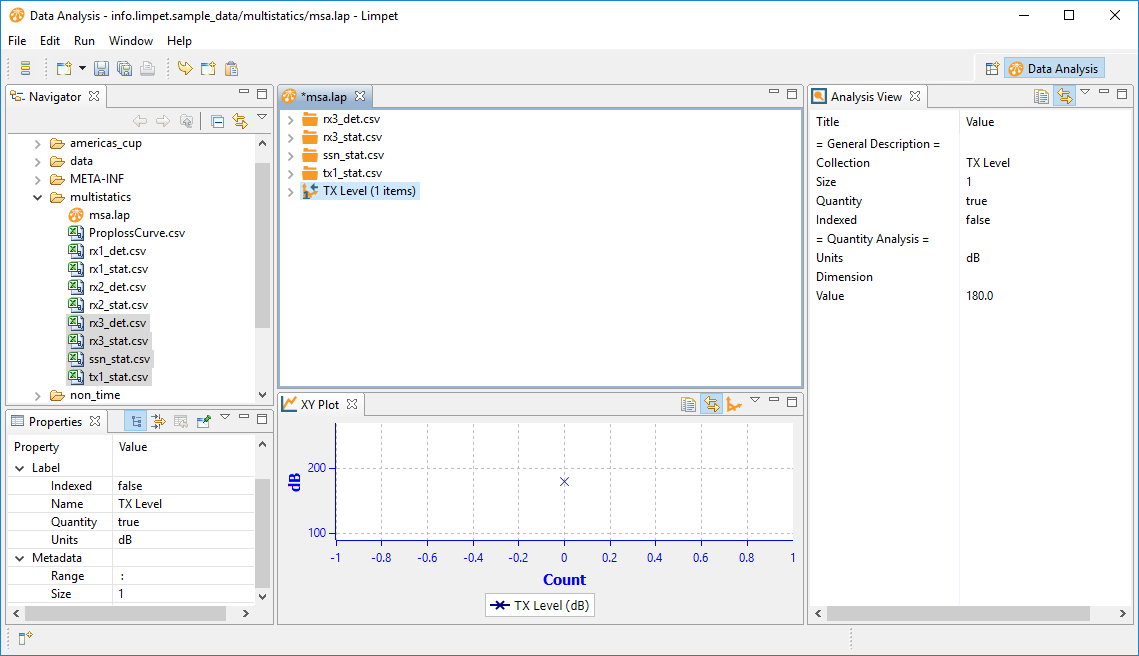 Data Analysis - info.limpet.sample_data/multistatics/msa.lap - Limpet
File Edit Run Window Help
Data Analysis
Navigator
americas_cup
data
META-INF
multistatics
msa.lap
ProplossCurve.csv
rx1_det.csv
rx1_stat.csv
rx2_det.csv
rx2_stat.csv
rx3_det.csv
rx3_stat.csv
ssn_stat.csv
tx1_stat.csv
non_time
*msa.lap
rx3_det.csv
rx3_stat.csv
ssn_stat.csv
tx1_stat.csv
TX Level (1 items)
Analysis View
Title Value
= General Description =
Collection TX Level
Size 1
Quantity true
Indexed false
= Quantity Analysis =
Units dB
Dimension
Value 180.0
Properties
Property Value
Label
Indexed false
Name TX Level
Quantity true
Units dB
Metadata
Range :
Size 1
XY Plot
dB
200
100
-1 -0.8 -0.6 -0.4 -0.2 0 0.2 0.4 0.6 0.8 1
Count
TX Level (dB)